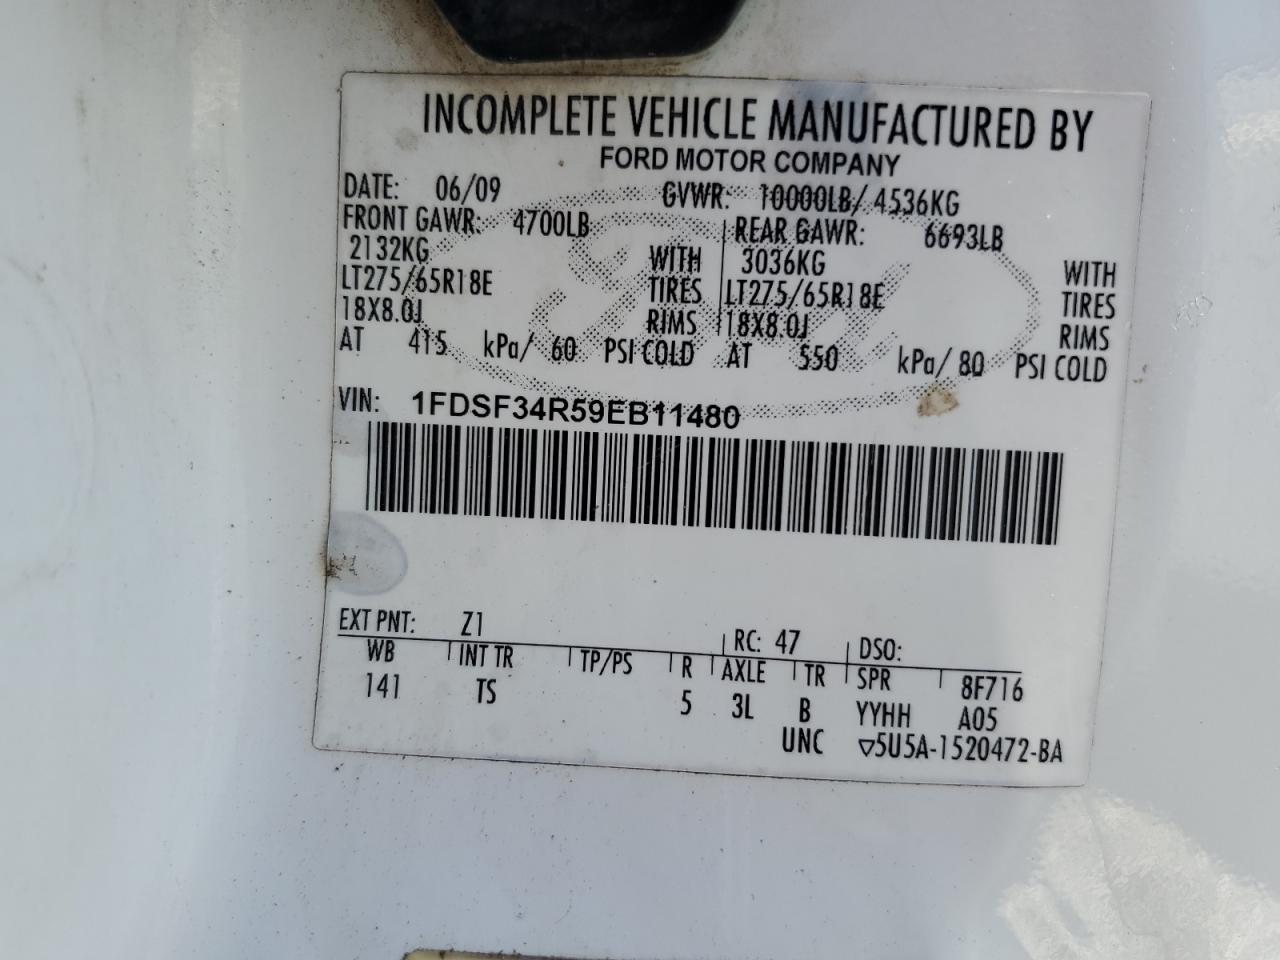 INCOMPLETE VEHICLE MANUFACTURED BY
FORD MOTOR COMPANY
DATE: 06/09 GVWR: 10000LB/ 4536KG
FRONT GAWR: 4700LB REAR GAWR: 6693LB
2132KG WITH 3036KG WITH
LT275/65R18E TIRES LT275/65R18E TIRES
18X8.0J RIMS 18X8.0J RIMS
AT 415 kPa/ 60 PSI COLD AT 550 kPa/ 80 PSI COLD
VIN: 1FDSF34R59EB11480
EXT PNT: Z1 RC: 47 DSO:
WB INT TR TP/PS R AXLE TR SPR 8F716
141 TS 5 3L B YYHH A05
UNC ▽5U5A-1520472-BA